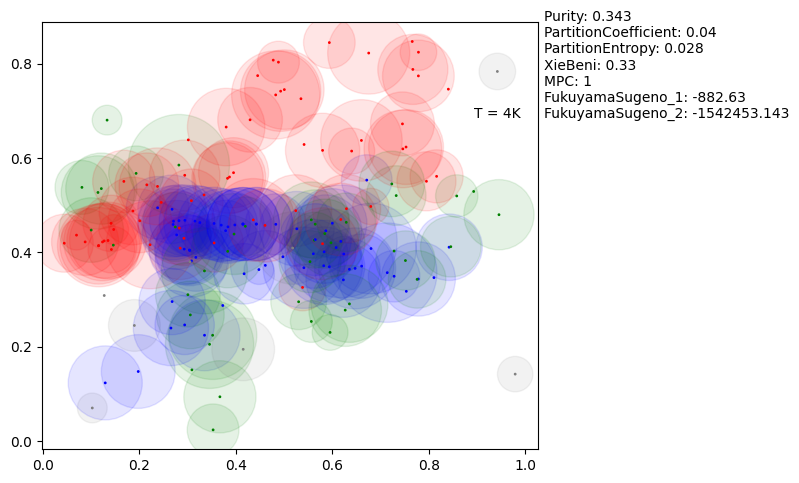 Purity: 0.343
PartitionCoefficient: 0.04
PartitionEntropy: 0.028
XieBeni: 0.33
MPC: 1
FukuyamaSugeno_1: -882.63
FukuyamaSugeno_2: -1542453.143
T = 4K
0.8
0.6
0.4
0.2
0.0
0.0 0.2 0.4 0.6 0.8 1.0